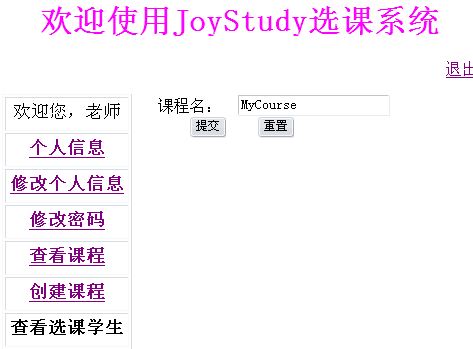 欢迎使用JoyStudy选课系统
退出
欢迎您，老师
课程名： MyCourse
提交 重置
个人信息
修改个人信息
修改密码
查看课程
创建课程
查看选课学生